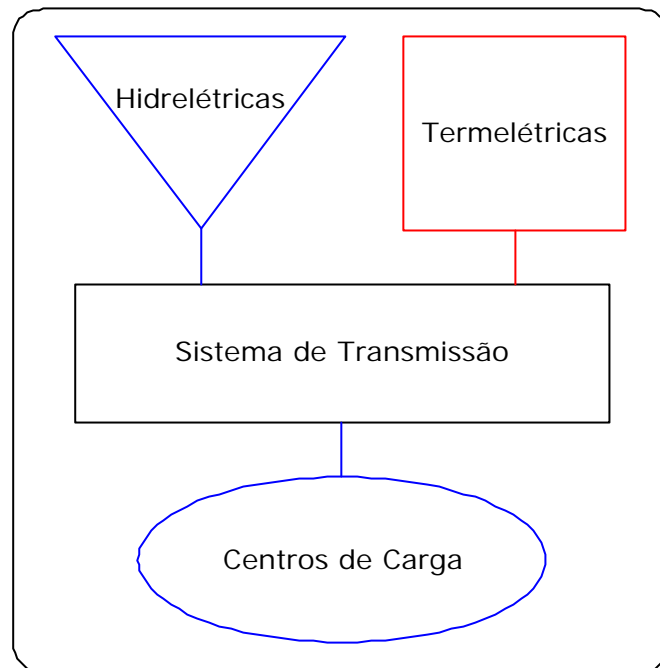 Hidrelétricas
Termelétricas
Sistema de Transmissão
Centros de Carga